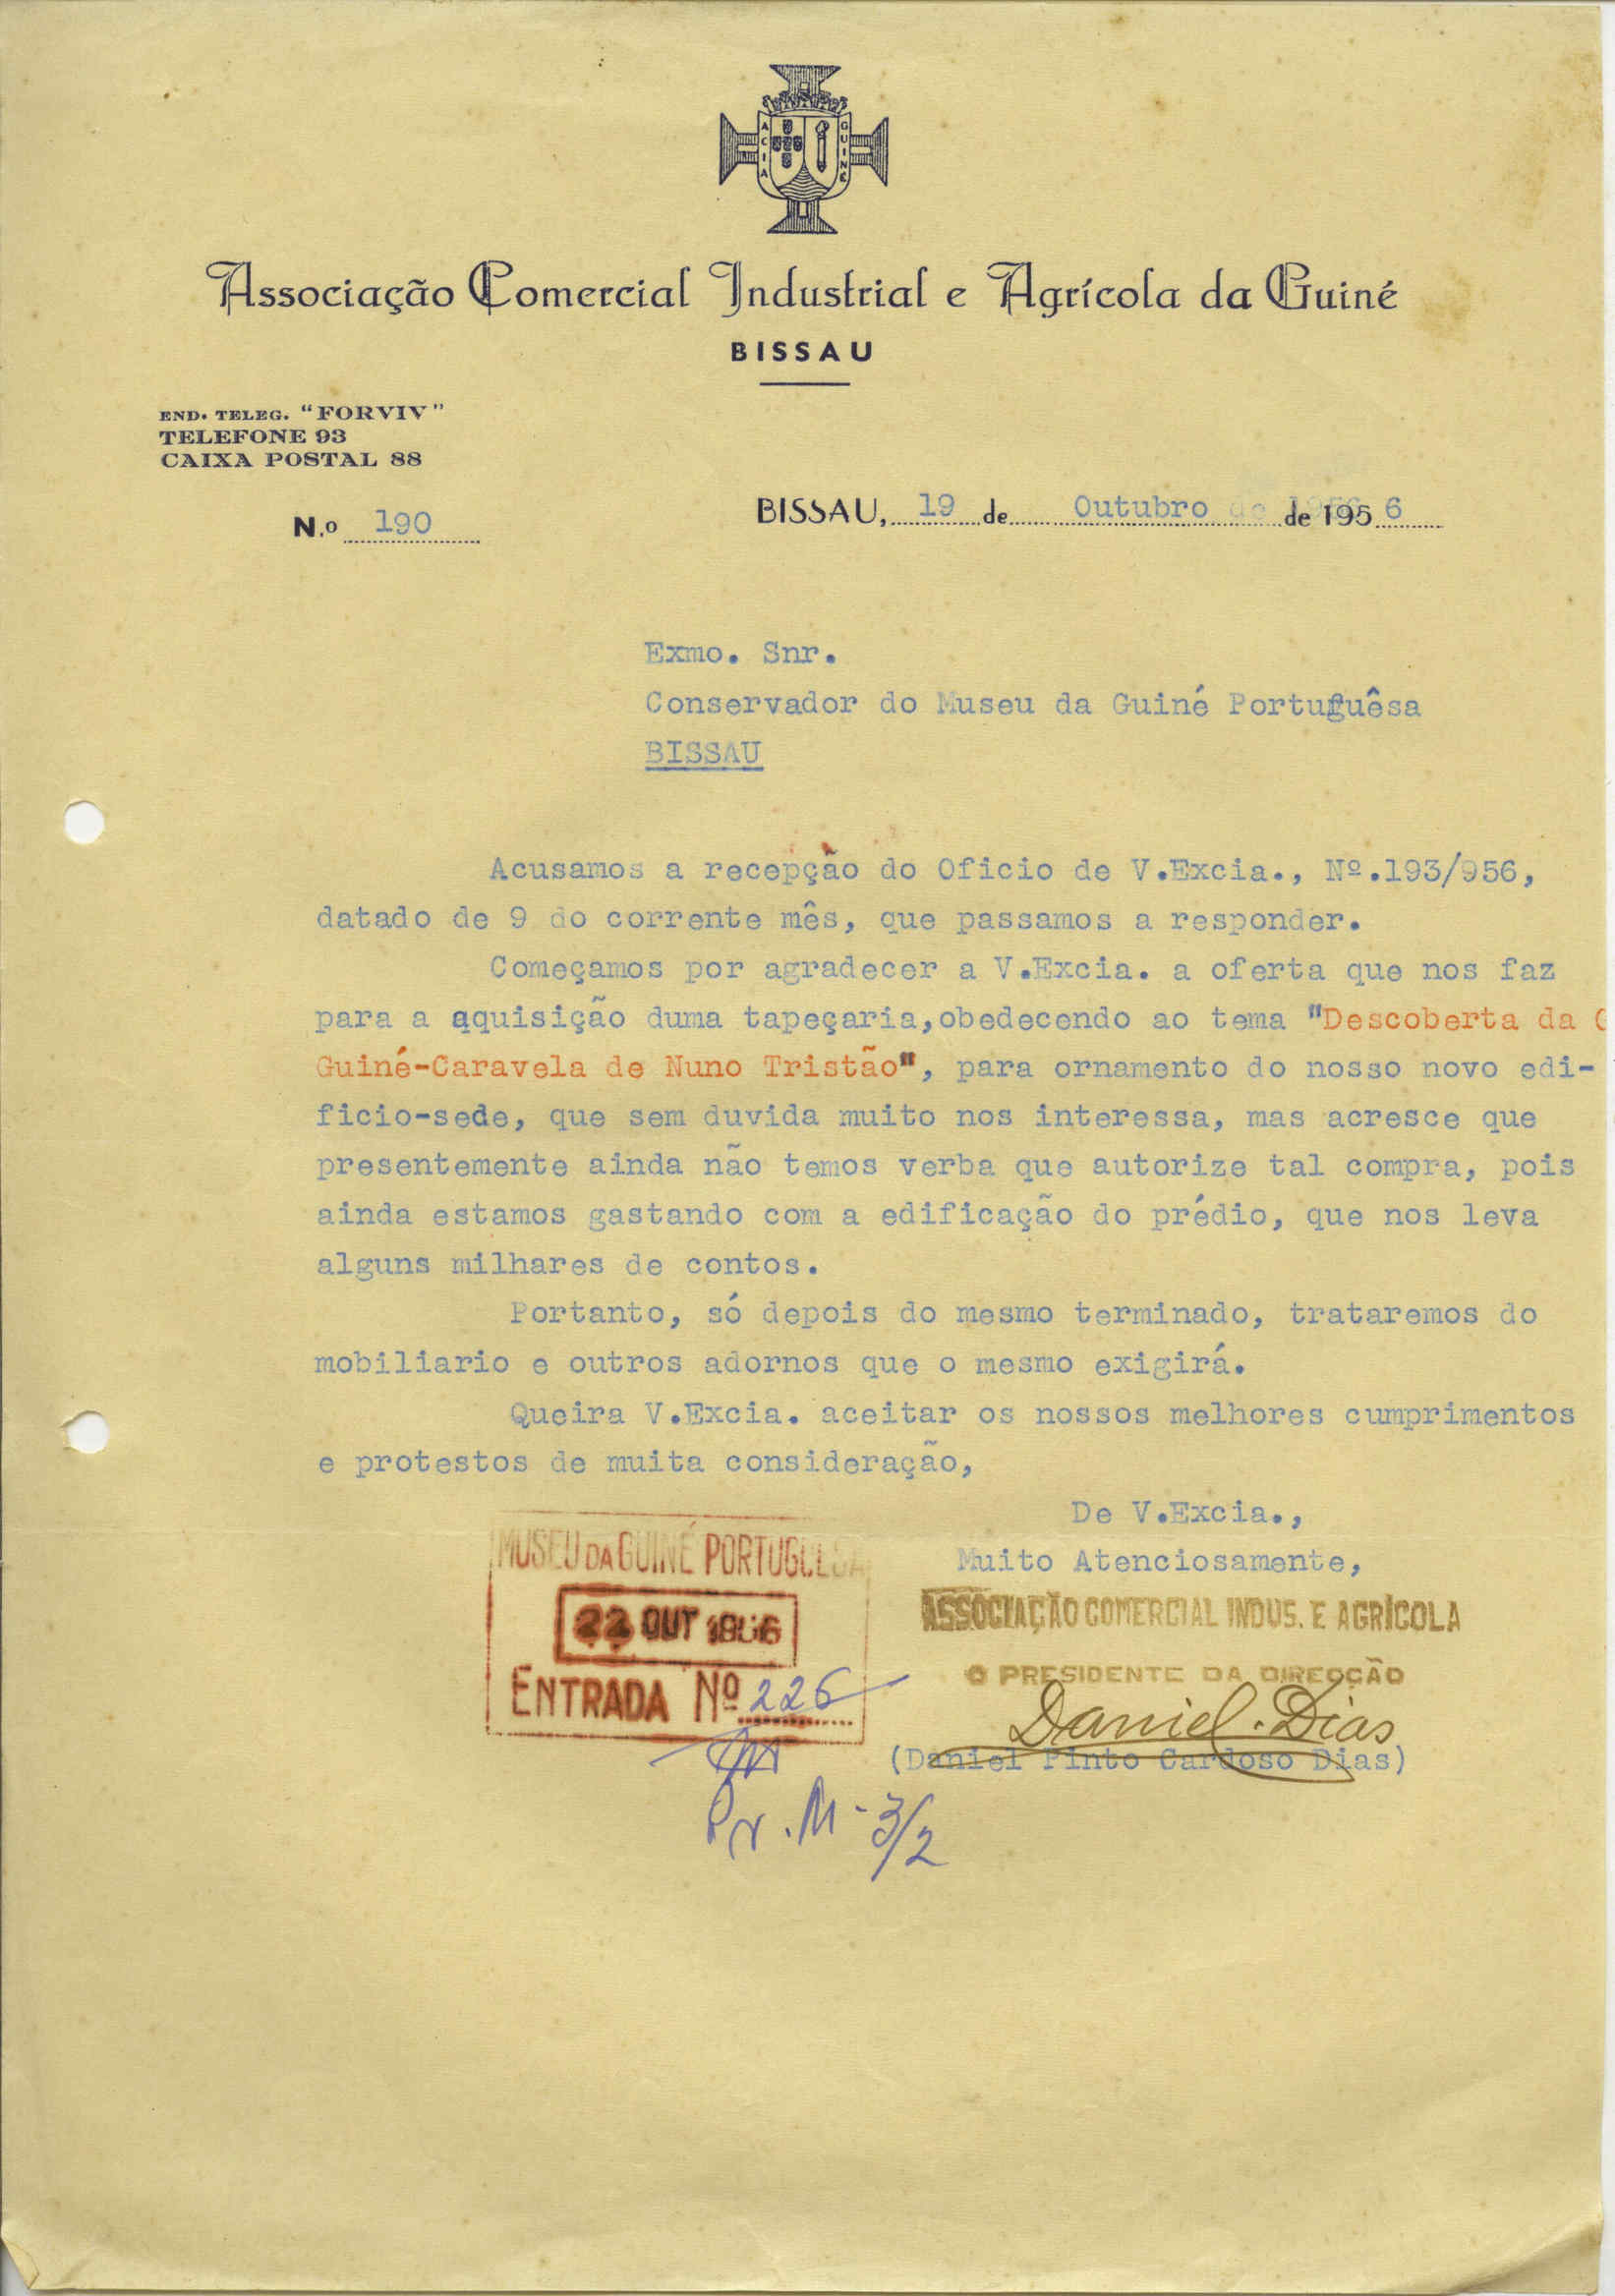 ACIA GUINÉ
Associação Comercial Industrial e Agrícola da Guiné
BISSAU
END. TELEG. "FORVIV"
TELEFONE 93
CAIXA POSTAL 88
N.º 190
BISSAU, 19 de Outubro de 1956
Exmo. Snr.
Conservador do Museu da Guiné Portuguêsa
BISSAU
Acusamos a recepção do Oficio de V.Excia., Nº.193/956,
datado de 9 do corrente mês, que passamos a responder.
Começamos por agradecer a V.Excia. a oferta que nos faz
para a aquisição duma tapeçaria,obedecendo ao tema "Descoberta da G
Guiné-Caravela de Nuno Tristão", para ornamento do nosso novo edi-
ficio-sede, que sem duvida muito nos interessa, mas acresce que
presentemente ainda não temos verba que autorize tal compra, pois
ainda estamos gastando com a edificação do prédio, que nos leva
alguns milhares de contos.
Portanto, só depois do mesmo terminado, trataremos do
mobiliario e outros adornos que o mesmo exigirá.
Queira V.Excia. aceitar os nossos melhores cumprimentos
e protestos de muita consideração,
De V.Excia.,
Muito Atenciosamente,
ASSOCIAÇÃO COMERCIAL INDUS. E AGRÍCOLA
O PRESIDENTE DA DIRECÇÃO
Daniel Dias
(Daniel Pinto Cardoso Dias)
MUSEU DA GUINÉ PORTUGUESA
22 OUT 1956
ENTRADA Nº 226
Pr. M - 3/2